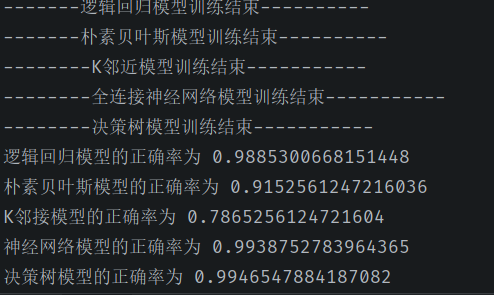 -------逻辑回归模型训练结束----------
-------朴素贝叶斯模型训练结束----------
--------K邻近模型训练结束-----------
--------全连接神经网络模型训练结束-----------
--------决策树模型训练结束-----------
逻辑回归模型的正确率为 0.9885300668151448
朴素贝叶斯模型的正确率为 0.9152561247216036
K邻接模型的正确率为 0.7865256124721604
神经网络模型的正确率为 0.9938752783964365
决策树模型的正确率为 0.9946547884187082